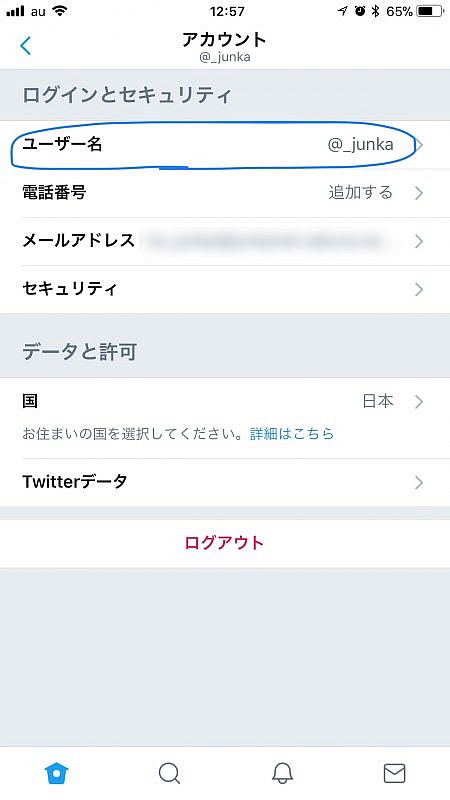 au 12:57 65%
アカウント
@_junka
ログインとセキュリティ
ユーザー名 @_junka
電話番号 追加する
メールアドレス
セキュリティ
データと許可
国 日本
お住まいの国を選択してください。詳細はこちら
Twitterデータ
ログアウト